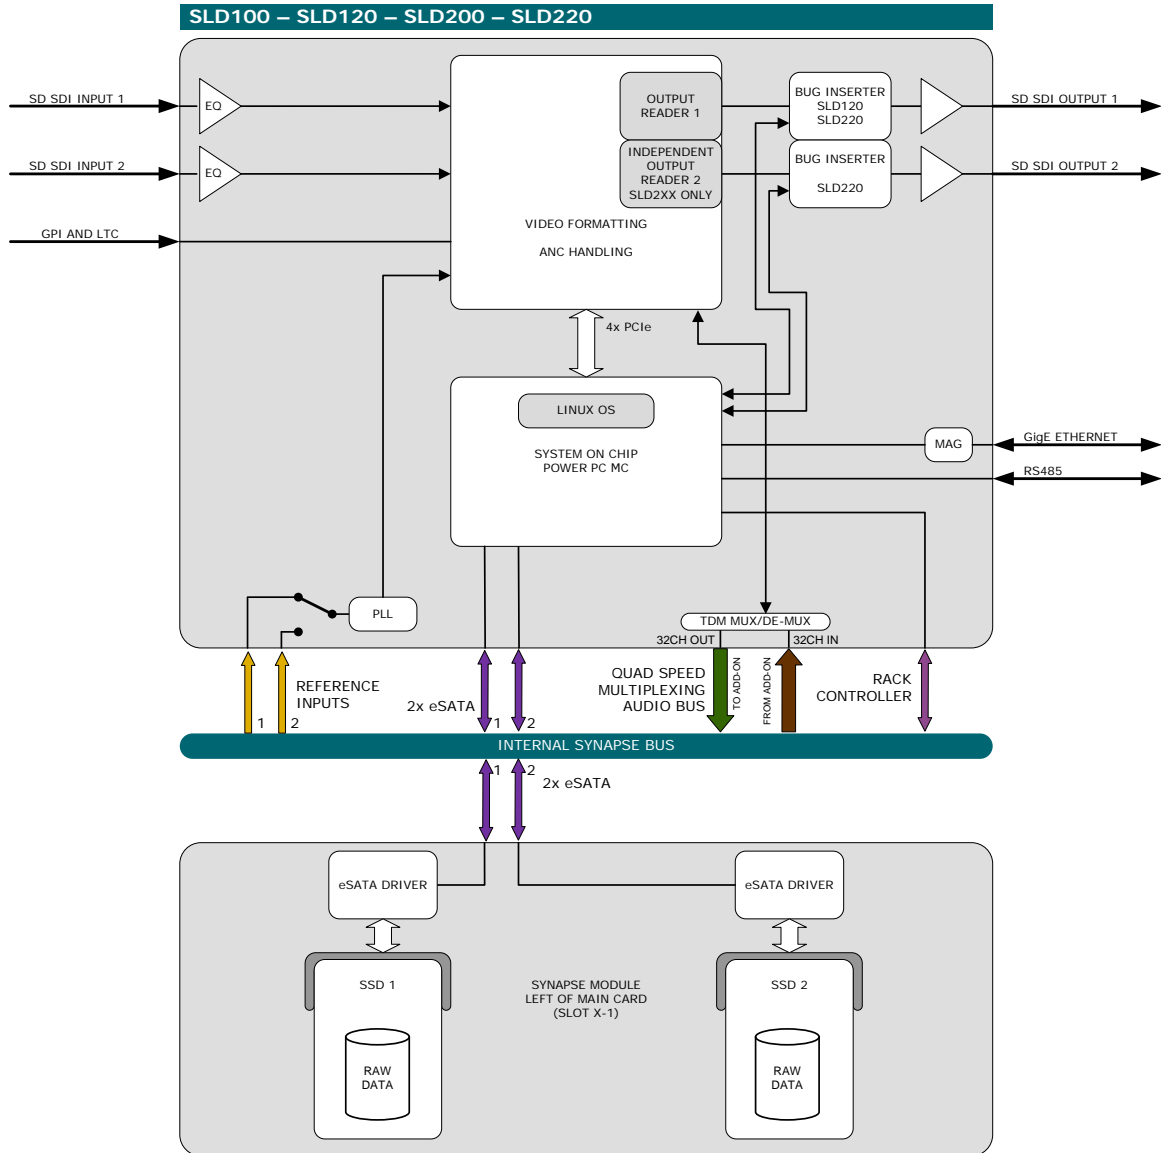 SLD100 – SLD120 – SLD200 – SLD220
SD SDI INPUT 1
EQ
OUTPUT
READER 1
BUG INSERTER
SLD120
SLD220
SD SDI OUTPUT 1
SD SDI INPUT 2
EQ
INDEPENDENT
OUTPUT
READER 2
SLD2XX ONLY
BUG INSERTER
SLD220
SD SDI OUTPUT 2
GPI AND LTC
VIDEO FORMATTING
ANC HANDLING
4x PCIe
LINUX OS
SYSTEM ON CHIP
POWER PC MC
MAG
GigE ETHERNET
RS485
PLL
TDM MUX/DE-MUX
32CH OUT
32CH IN
REFERENCE
INPUTS
1
2
2x eSATA
1
2
QUAD SPEED
MULTIPLEXING
AUDIO BUS
TO ADD-ON
FROM ADD-ON
RACK
CONTROLLER
INTERNAL SYNAPSE BUS
1
2
2x eSATA
eSATA DRIVER
eSATA DRIVER
SSD 1
SYNAPSE MODULE
LEFT OF MAIN CARD
(SLOT X-1)
SSD 2
RAW
DATA
RAW
DATA